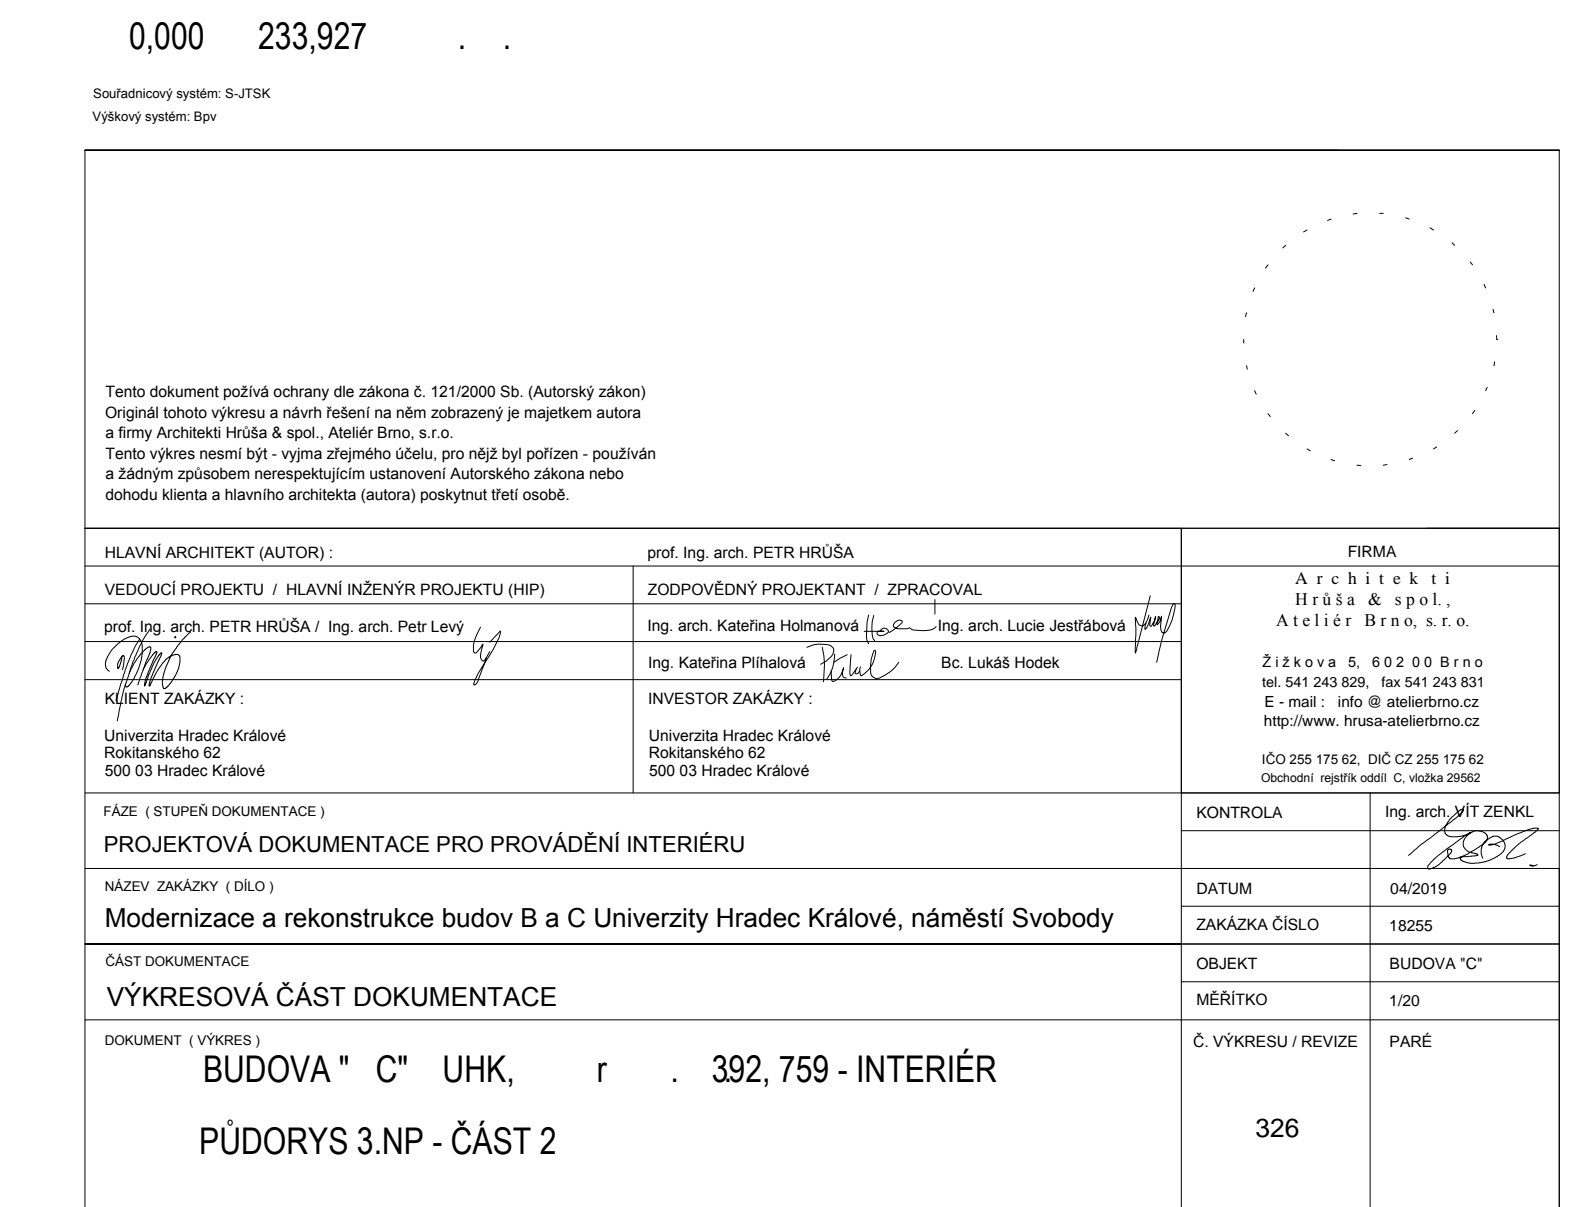 0,000 233,927 . .
Souřadnicový systém: S-JTSK
Výškový systém: Bpv
Tento dokument požívá ochrany dle zákona č. 121/2000 Sb. (Autorský zákon)
Originál tohoto výkresu a návrh řešení na něm zobrazený je majetkem autora
a firmy Architekti Hrůša & spol., Ateliér Brno, s.r.o.
Tento výkres nesmí být - vyjma zřejmého účelu, pro nějž byl pořízen - používán
a žádným způsobem nerespektujícím ustanovení Autorského zákona nebo
dohodu klienta a hlavního architekta (autora) poskytnut třetí osobě.
HLAVNÍ ARCHITEKT (AUTOR) : prof. Ing. arch. PETR HRŮŠA
VEDOUCÍ PROJEKTU / HLAVNÍ INŽENÝR PROJEKTU (HIP)
ZODPOVĚDNÝ PROJEKTANT / ZPRACOVAL
prof. Ing. arch. PETR HRŮŠA / Ing. arch. Petr Levý
Ing. arch. Kateřina Holmanová Ing. arch. Lucie Jestřábová
Ing. Kateřina Plíhalová Bc. Lukáš Hodek
KLIENT ZAKÁZKY :
Univerzita Hradec Králové
Rokitanského 62
500 03 Hradec Králové
INVESTOR ZAKÁZKY :
Univerzita Hradec Králové
Rokitanského 62
500 03 Hradec Králové
FIRMA
Architekti
Hrůša & spol.,
Ateliér Brno, s.r.o.
Žižkova 5, 602 00 Brno
tel. 541 243 829, fax 541 243 831
E - mail : info @ atelierbrno.cz
http://www. hrusa-atelierbrno.cz
IČO 255 175 62, DIČ CZ 255 175 62
Obchodní rejstřík oddíl C, vložka 29562
FÁZE ( STUPEŇ DOKUMENTACE )
PROJEKTOVÁ DOKUMENTACE PRO PROVÁDĚNÍ INTERIÉRU
KONTROLA Ing. arch. VÍT ZENKL
NÁZEV ZAKÁZKY ( DÍLO )
Modernizace a rekonstrukce budov B a C Univerzity Hradec Králové, náměstí Svobody
DATUM 04/2019
ZAKÁZKA ČÍSLO 18255
ČÁST DOKUMENTACE
VÝKRESOVÁ ČÁST DOKUMENTACE
OBJEKT BUDOVA "C"
MĚŘÍTKO 1/20
DOKUMENT ( VÝKRES )
BUDOVA " C" UHK, r . 392, 759 - INTERIÉR
PŮDORYS 3.NP - ČÁST 2
Č. VÝKRESU / REVIZE PARÉ
326